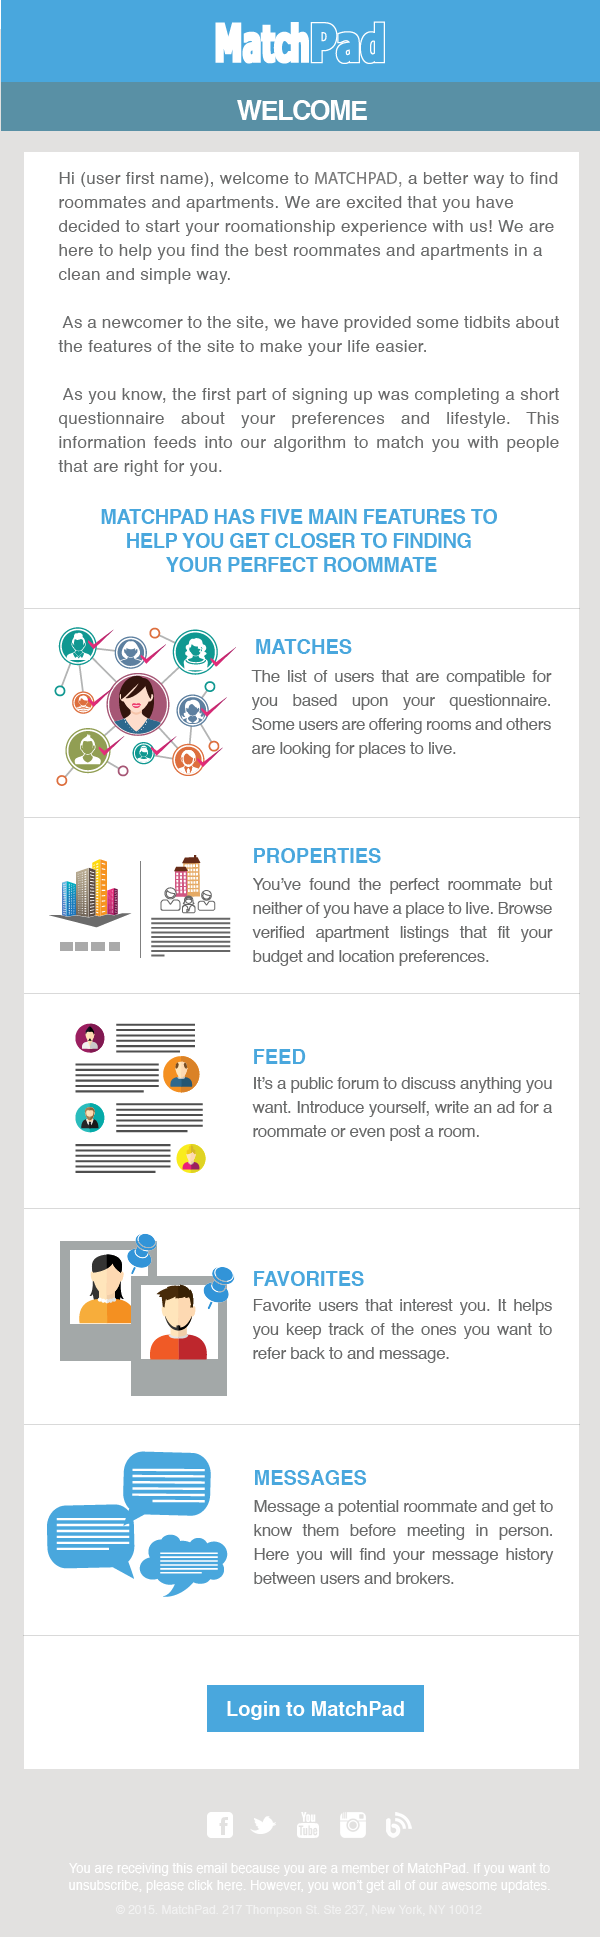 MatchPad
WELCOME
Hi (user first name), welcome to MATCHPAD, a better way to find
roommates and apartments. We are excited that you have
decided to start your roomationship experience with us! We are
here to help you find the best roommates and apartments in a
clean and simple way.
As a newcomer to the site, we have provided some tidbits about
the features of the site to make your life easier.
As you know, the first part of signing up was completing a short
questionnaire about your preferences and lifestyle. This
information feeds into our algorithm to match you with people
that are right for you.
MATCHPAD HAS FIVE MAIN FEATURES TO
HELP YOU GET CLOSER TO FINDING
YOUR PERFECT ROOMMATE
MATCHES
The list of users that are compatible for
you based upon your questionnaire.
Some users are offering rooms and others
are looking for places to live.
PROPERTIES
You’ve found the perfect roommate but
neither of you have a place to live. Browse
verified apartment listings that fit your
budget and location preferences.
FEED
It’s a public forum to discuss anything you
want. Introduce yourself, write an ad for a
roommate or even post a room.
FAVORITES
Favorite users that interest you. It helps
you keep track of the ones you want to
refer back to and message.
MESSAGES
Message a potential roommate and get to
know them before meeting in person.
Here you will find your message history
between users and brokers.
Login to MatchPad
You
Tube
You are receiving this email because you are a member of MatchPad. If you want to
unsubscribe, please click here. However, you won’t get all of our awesome updates.
© 2015. MatchPad. 217 Thompson St. Ste 237, New York, NY 10012